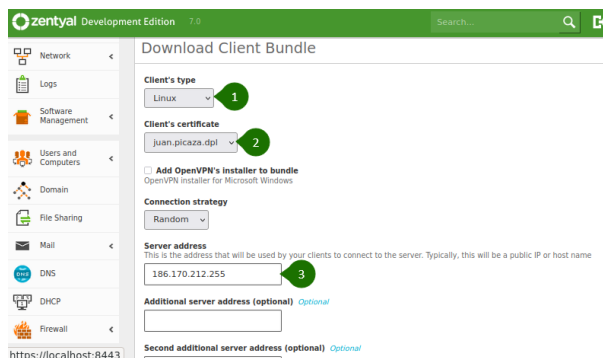 zentyal Development Edition 7.0
Search...
Network
Logs
Software
Management
Users and
Computers
Domain
File Sharing
Mail
DNS
DHCP
Firewall
https://localhost:8443
Download Client Bundle
Client's type
Linux
1
Client's certificate
juan.picaza.dpl
2
Add OpenVPN's installer to bundle
OpenVPN installer for Microsoft Windows
Connection strategy
Random
Server address
This is the address that will be used by your clients to connect to the server. Typically, this will be a public IP or host name
186.170.212.255
3
Additional server address (optional) Optional
Second additional server address (optional) Optional